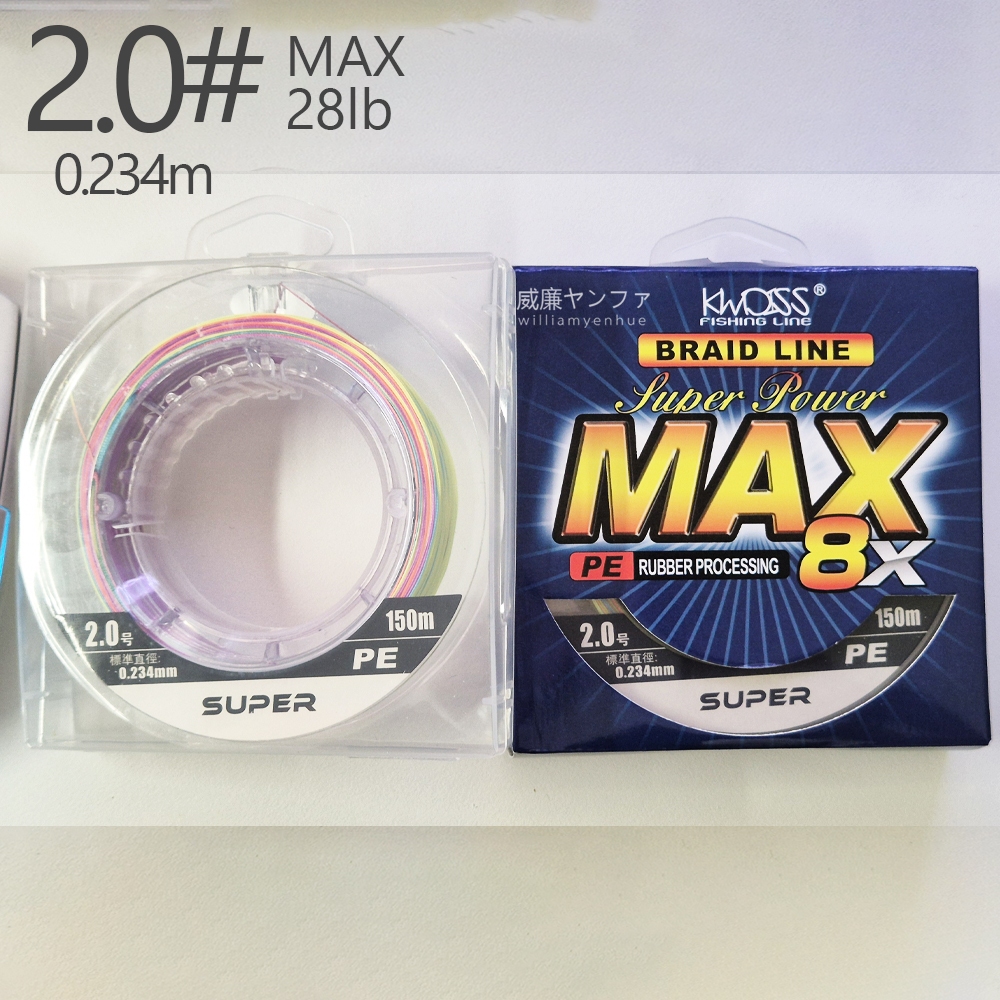 2.0#
MAX
28lb
0.234m
威廉ヤンファ
williamyenhue
KWOSS®
FISHING LINE
BRAID LINE
Super Power
MAX
8x
PE RUBBER PROCESSING
2.0号
標準直徑:
0.234mm
150m
PE
SUPER
2.0号
標準直徑:
0.234mm
150m
PE
SUPER